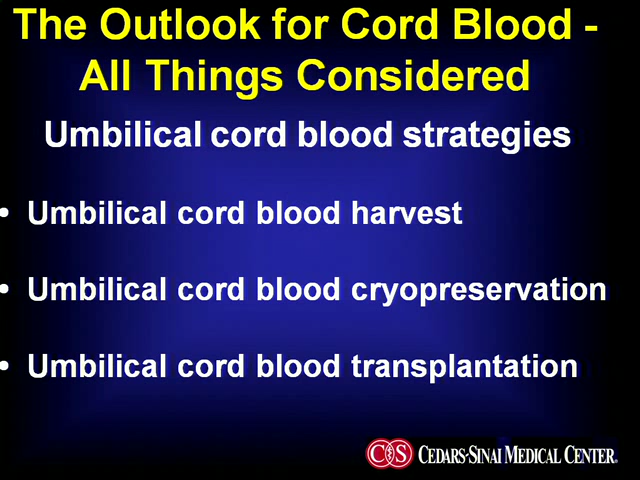 The Outlook for Cord Blood -
All Things Considered
Umbilical cord blood strategies
• Umbilical cord blood harvest
• Umbilical cord blood cryopreservation
• Umbilical cord blood transplantation
CS CEDARS-SINAI MEDICAL CENTER®